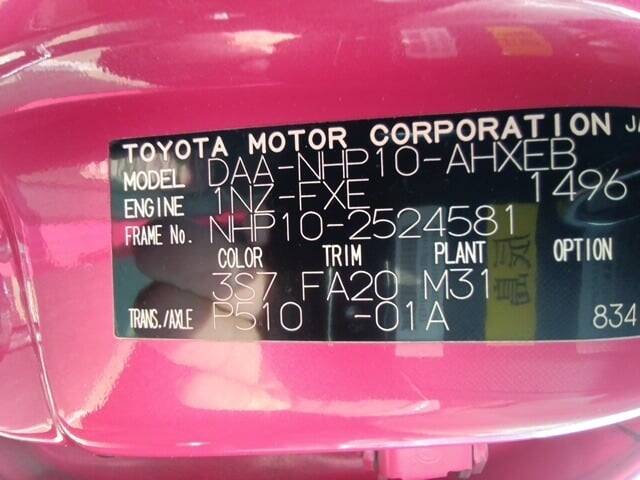 TOYOTA MOTOR CORPORATION JA
MODEL DAA-NHP10-AHXEB
ENGINE 1NZ-FXE 1496
FRAME No. NHP10-2524581
COLOR TRIM PLANT OPTION
3S7 FA20 M31
TRANS./AXLE P510 -01A 834